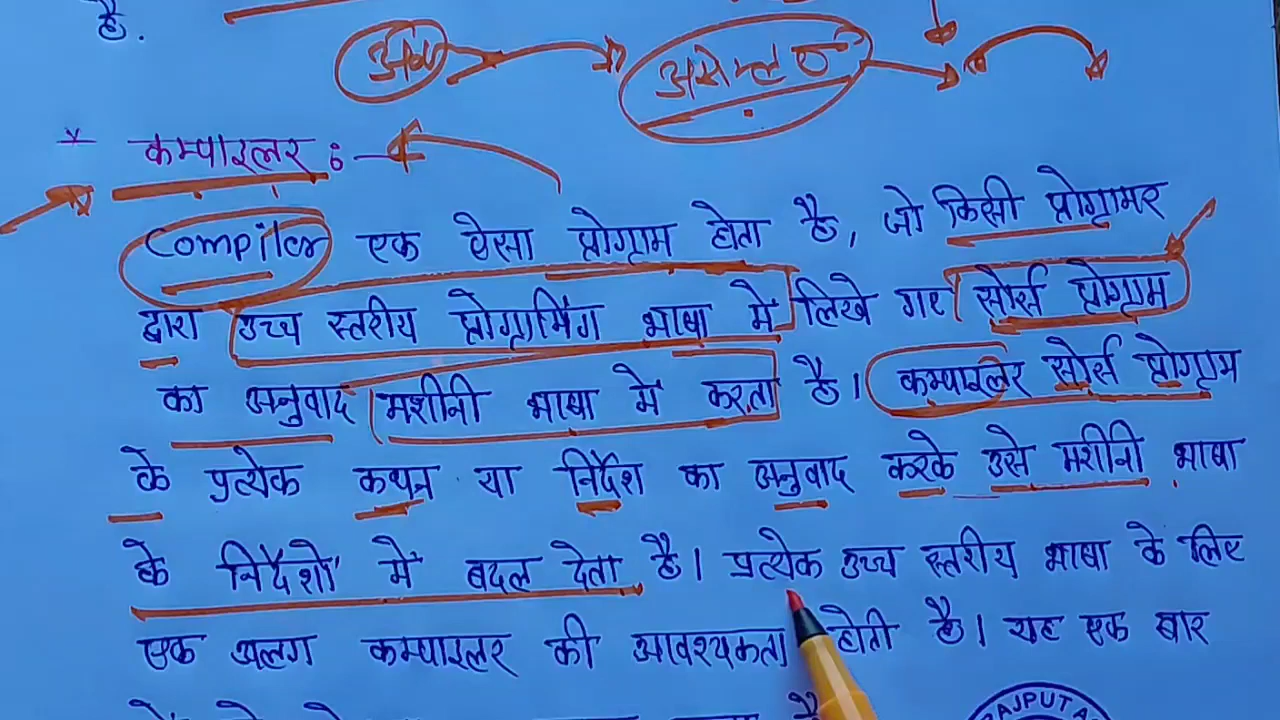 है.
असेम्बलर
* कम्पाइलर :-
Compiler एक ऐसा प्रोग्राम होता है, जो किसी प्रोग्रामर
द्वारा उच्च स्तरीय प्रोग्रामिंग भाषा में लिखे गए सोर्स प्रोग्राम
का अनुवाद मशीनी भाषा में करता है। कम्पाइलर सोर्स प्रोग्राम
के प्रत्येक कथन या निर्देश का अनुवाद करके उसे मशीनी भाषा
के निर्देशों में बदल देता है। प्रत्येक उच्च स्तरीय भाषा के लिए
एक अलग कम्पाइलर की आवश्यकता होती है। यह एक बार
RAJPUT